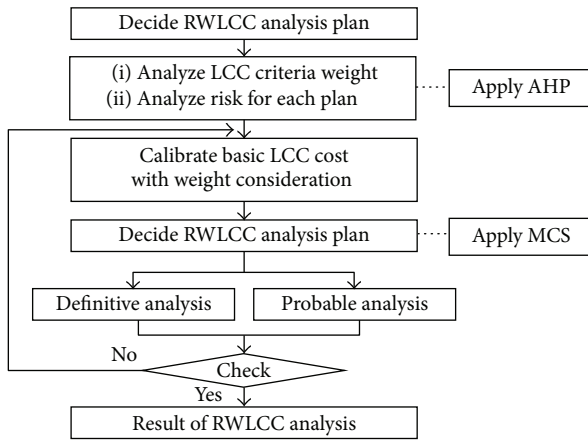 Decide RWLCC analysis plan
(i) Analyze LCC criteria weight
(ii) Analyze risk for each plan
Apply AHP
Calibrate basic LCC cost
with weight consideration
Decide RWLCC analysis plan
Apply MCS
Definitive analysis
Probable analysis
No
Check
Yes
Result of RWLCC analysis